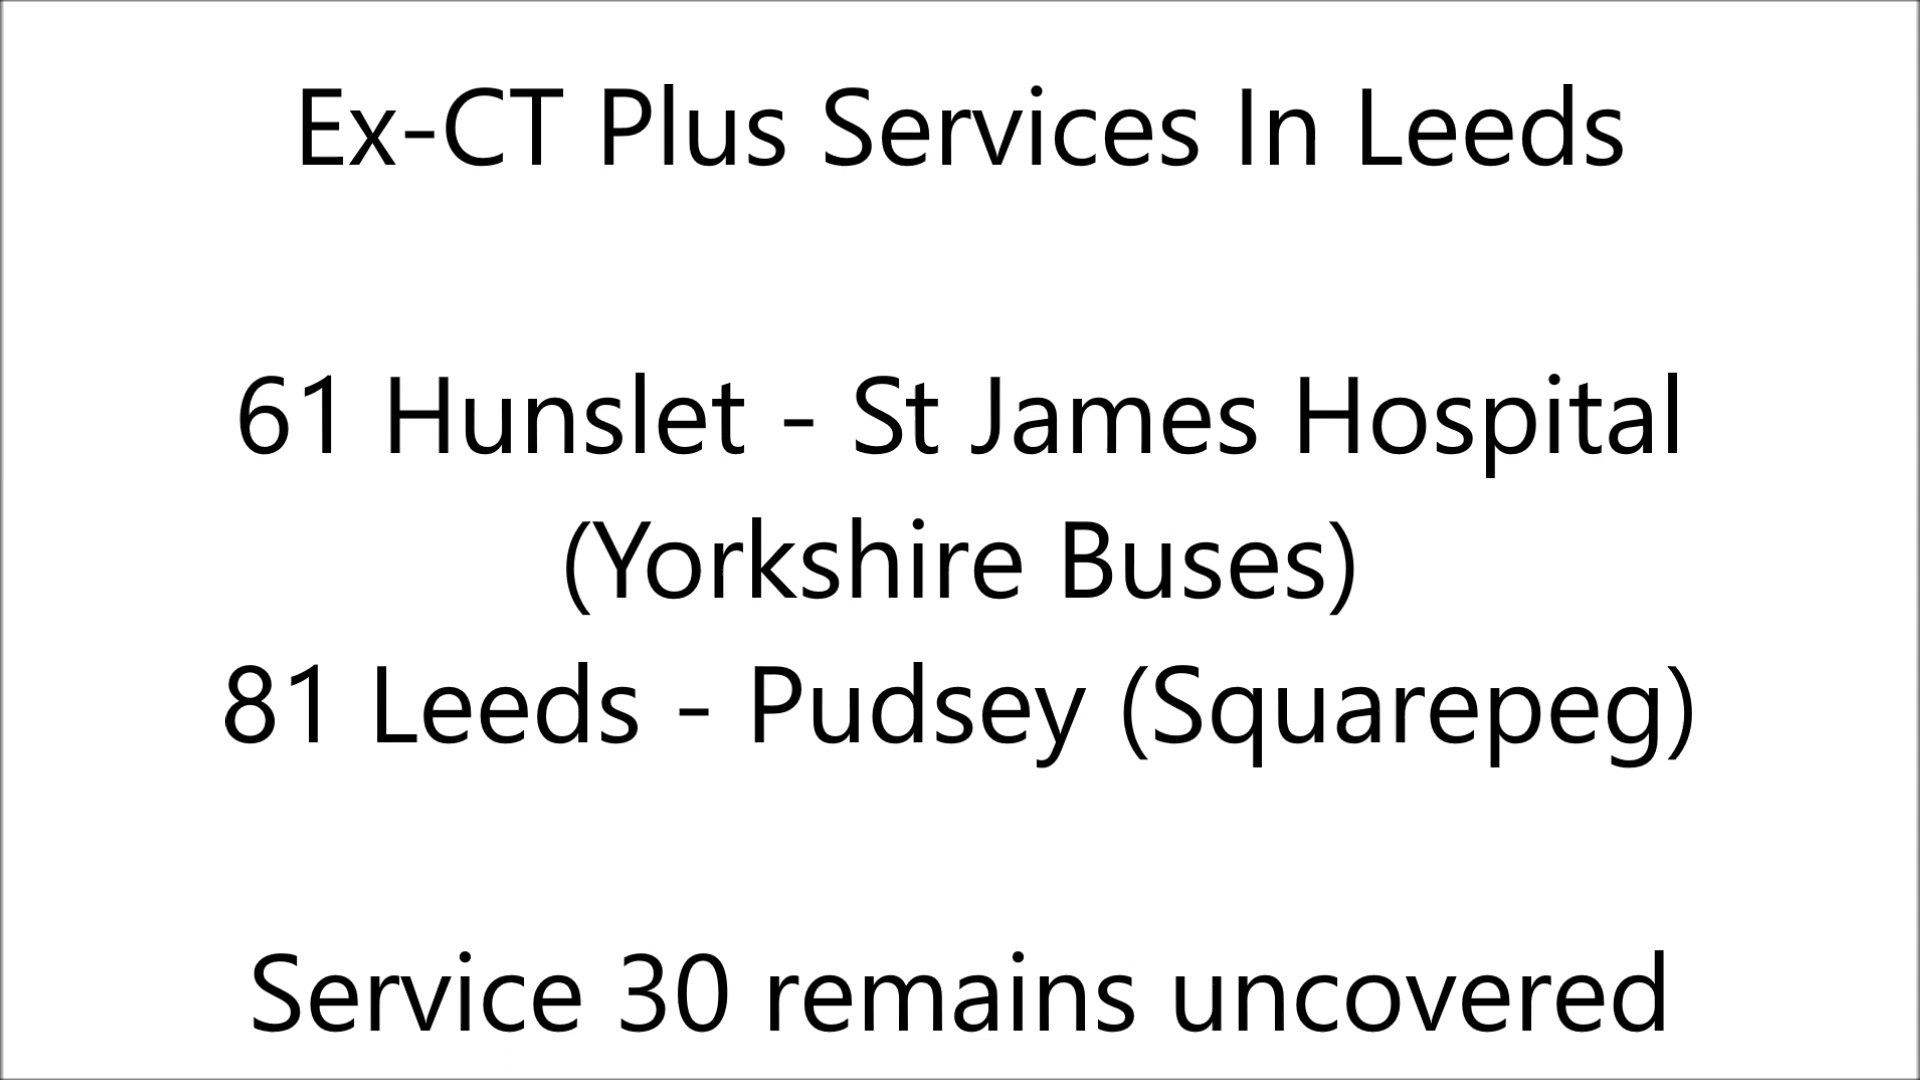 Ex-CT Plus Services In Leeds
61 Hunslet - St James Hospital
(Yorkshire Buses)
81 Leeds - Pudsey (Squarepeg)
Service 30 remains uncovered